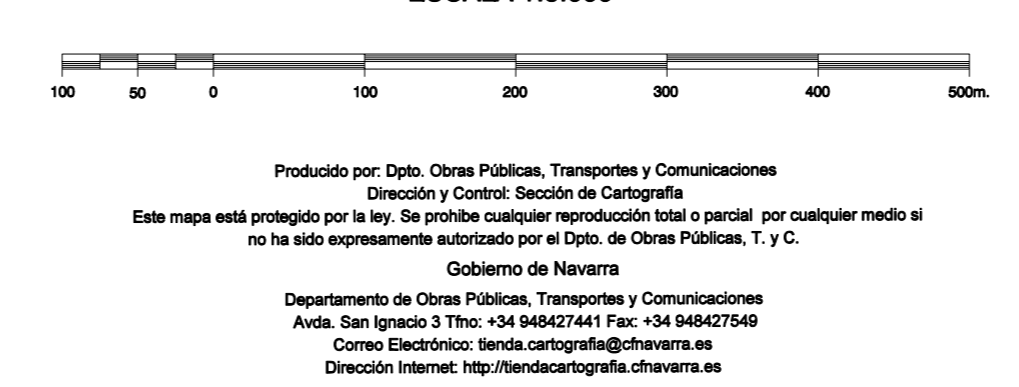 100 50 0 100 200 300 400 500m.
Producido por: Dpto. Obras Públicas, Transportes y Comunicaciones
Dirección y Control: Sección de Cartografía
Este mapa está protegido por la ley. Se prohibe cualquier reproducción total o parcial por cualquier medio si
no ha sido expresamente autorizado por el Dpto. de Obras Públicas, T. y C.
Gobierno de Navarra
Departamento de Obras Públicas, Transportes y Comunicaciones
Avda. San Ignacio 3 Tfno: +34 948427441 Fax: +34 948427549
Correo Electrónico: tienda.cartografia@cfnavarra.es
Dirección Internet: http://tiendacartografia.cfnavarra.es